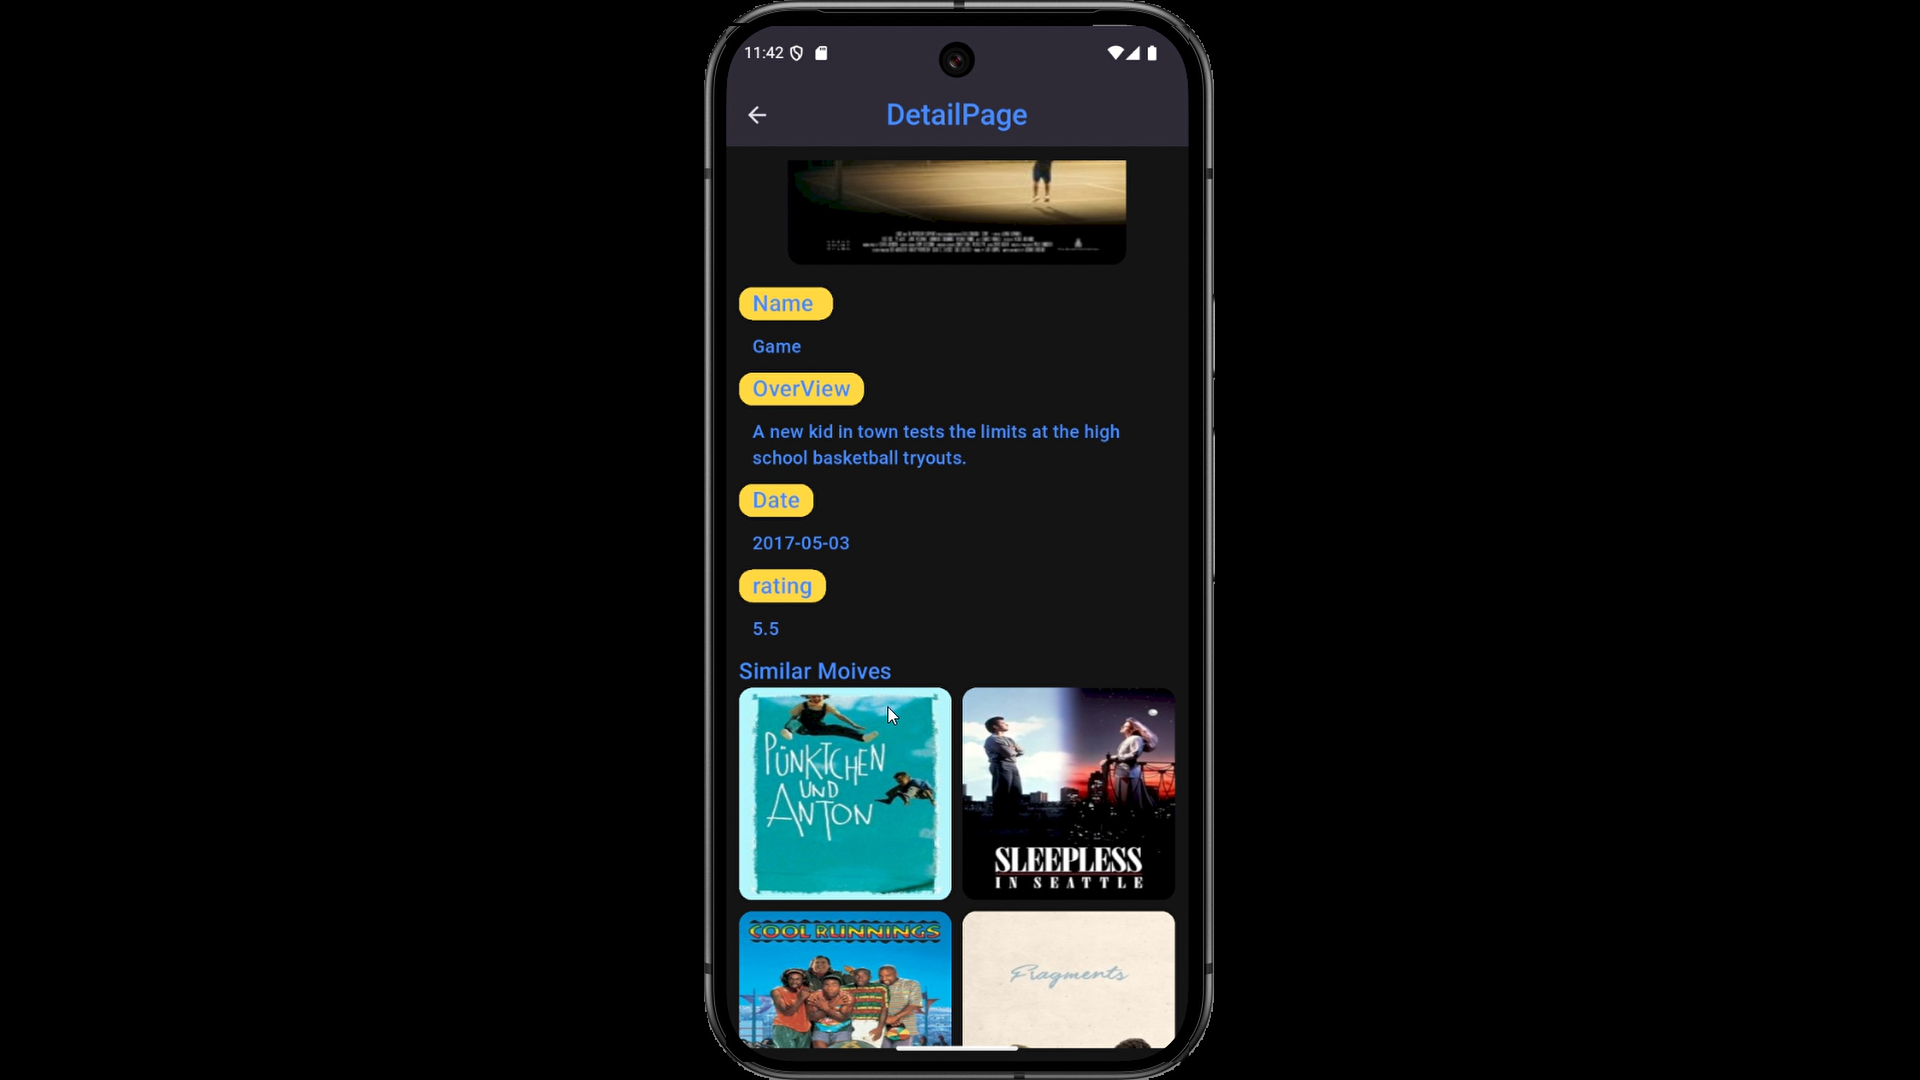 11:42
DetailPage
Name
Game
OverView
A new kid in town tests the limits at the high
school basketball tryouts.
Date
2017-05-03
rating
5.5
Similar Moives
PÜNKTCHEN
UND
ANTON
SLEEPLESS
IN SEATTLE
COOL RUNNINGS
Fragments